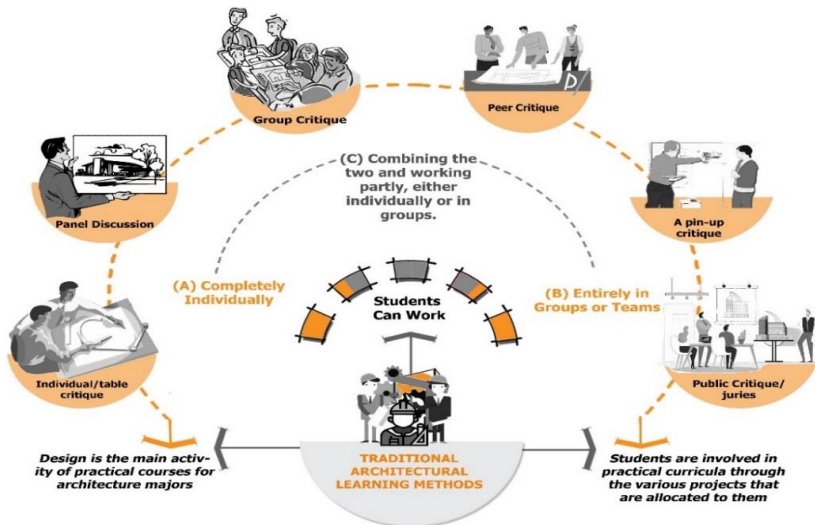 Group Critique
Peer Critique
Panel Discussion
(C) Combining the
two and working
partly, either
individually or in
groups.
A pin-up
critique
(A) Completely
Individually
Students
Can Work
(B) Entirely in
Groups or Teams
Individual/table
critique
Public Critique/
juries
Design is the main activ-
ity of practical courses for
architecture majors
TRADITIONAL
ARCHITECTURAL
LEARNING METHODS
Students are involved in
practical curricula through
the various projects that
are allocated to them